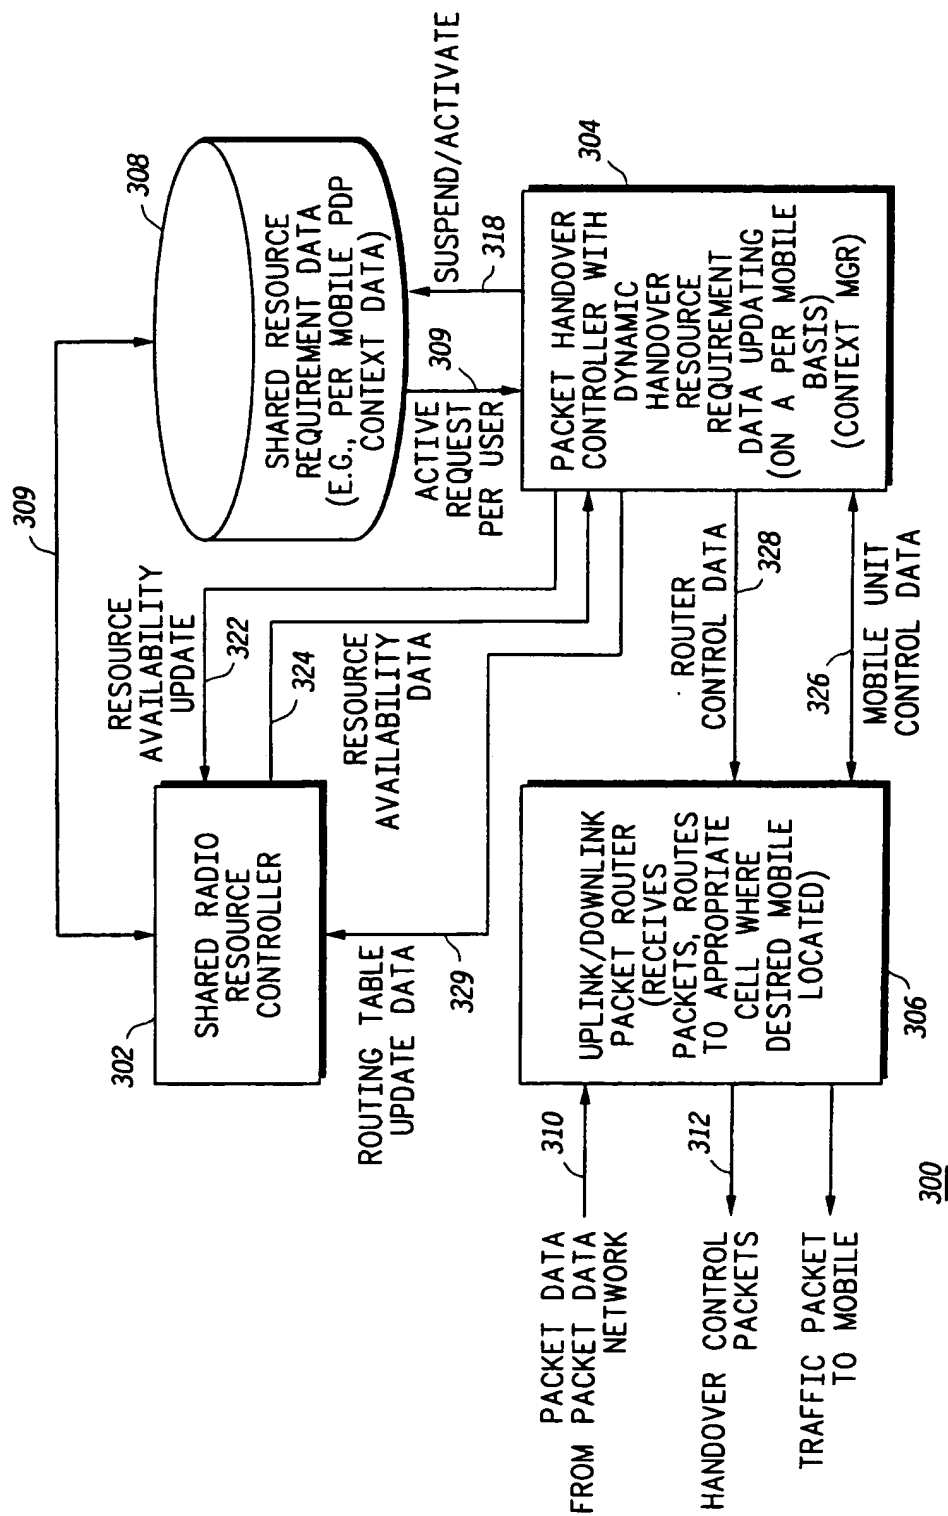 309
308
SHARED RESOURCE
REQUIREMENT DATA
(E.G., PER MOBILE PDP
CONTEXT DATA)
RESOURCE
AVAILABILITY
UPDATE
322
324
RESOURCE
AVAILABILITY
DATA
302
SHARED RADIO
RESOURCE
CONTROLLER
ROUTING TABLE
UPDATE DATA
329
ACTIVE
REQUEST
PER USER
309
SUSPEND/ACTIVATE
318
304
PACKET HANDOVER
CONTROLLER WITH
DYNAMIC
HANDOVER
RESOURCE
REQUIREMENT
DATA UPDATING
(ON A PER MOBILE
BASIS)
(CONTEXT MGR)
ROUTER
CONTROL DATA
328
326
MOBILE UNIT
CONTROL DATA
UPLINK/DOWNLINK
PACKET ROUTER
(RECEIVES
PACKETS, ROUTES
TO APPROPRIATE
CELL WHERE
DESIRED MOBILE
LOCATED)
306
PACKET DATA
FROM PACKET DATA
NETWORK
310
HANDOVER CONTROL
PACKETS
312
TRAFFIC PACKET
TO MOBILE
300